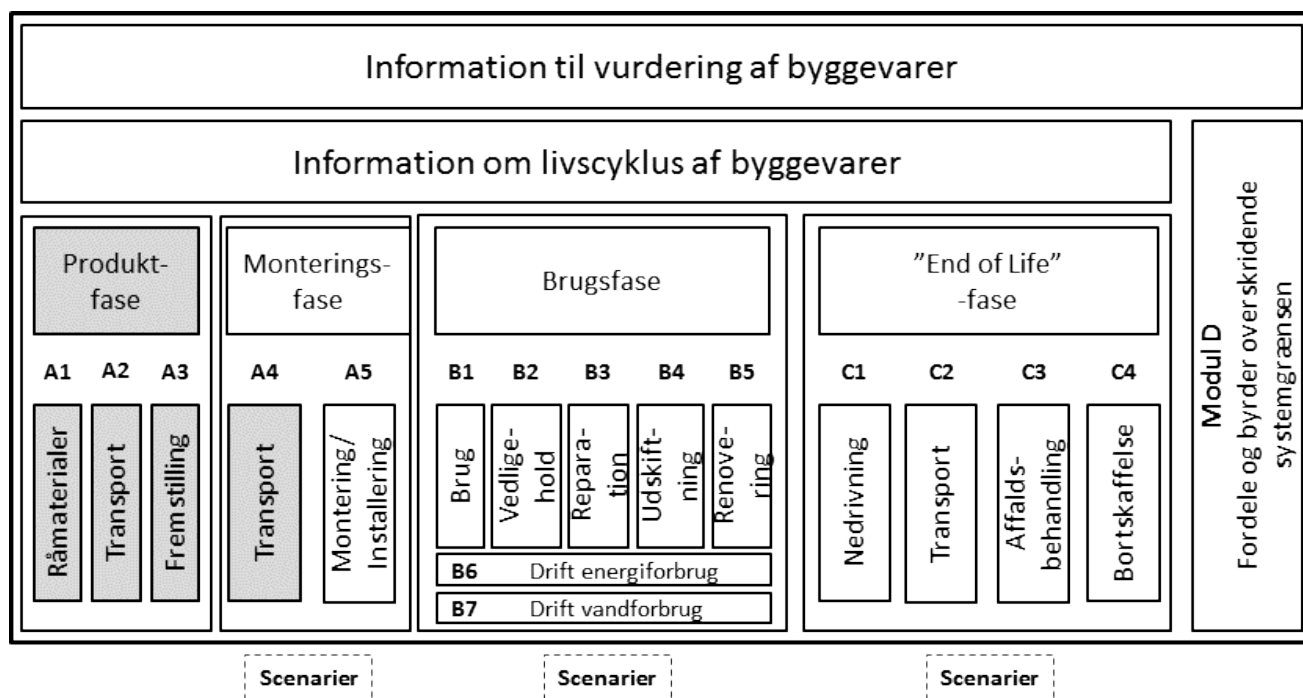 Information til vurdering af byggevarer
Information om livscyklus af byggevarer
Produkt-
fase
Monterings-
fase
Brugsfase
”End of Life”
-fase
A1 A2 A3 A4 A5 B1 B2 B3 B4 B5 C1 C2 C3 C4
Råmaterialer
Transport
Fremstilling
Transport
Montering/
Installering
Brug
Vedlige-
hold
Repara-
tion
Udskift-
ning
Renove-
ring
Nedrivning
Transport
Affalds-
behandling
Bortskaffelse
B6 Drift energiforbrug
B7 Drift vandforbrug
Modul D
Fordele og byrder overskridende
systemgrænsen
Scenarier
Scenarier
Scenarier